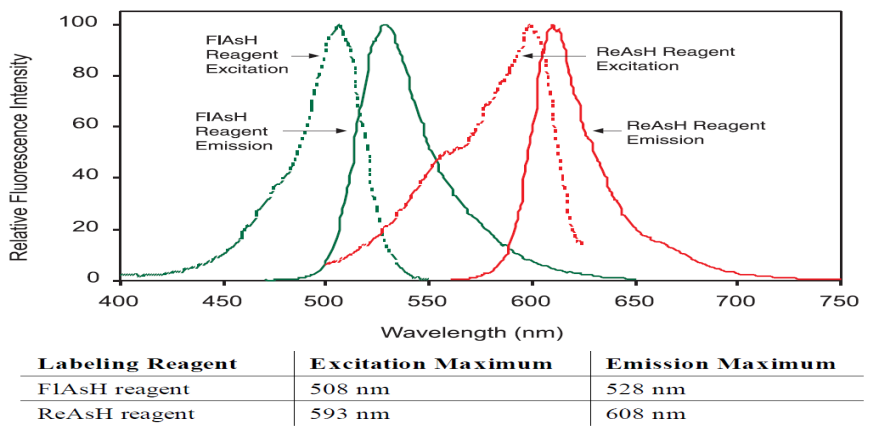 100
80
60
40
20
0
Relative Fluorescence Intensity
FlAsH
Reagent
Excitation
FlAsH
Reagent
Emission
ReAsH Reagent
Excitation
ReAsH Reagent
Emission
400 450 500 550 600 650 700 750
Wavelength (nm)
Labeling Reagent Excitation Maximum Emission Maximum
FlAsH reagent 508 nm 528 nm
ReAsH reagent 593 nm 608 nm